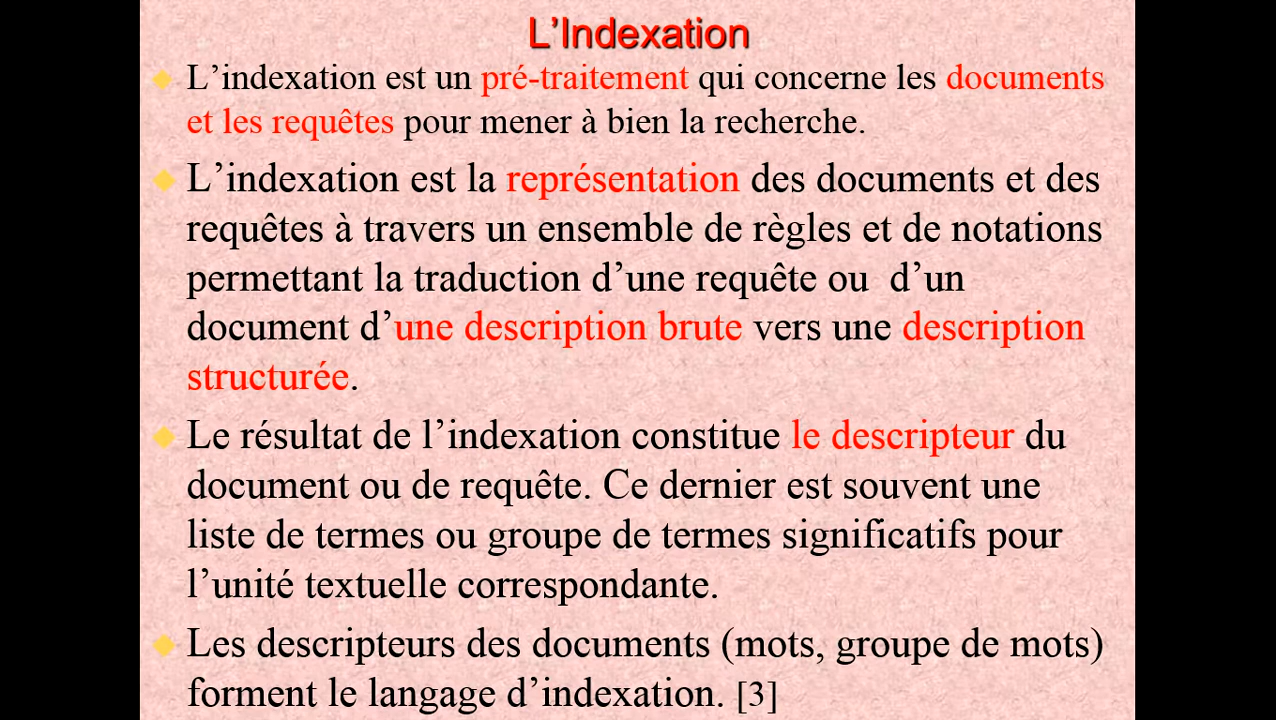 L’Indexation
L’indexation est un pré-traitement qui concerne les documents
et les requêtes pour mener à bien la recherche.
L’indexation est la représentation des documents et des
requêtes à travers un ensemble de règles et de notations
permettant la traduction d’une requête ou d’un
document d’une description brute vers une description
structurée.
Le résultat de l’indexation constitue le descripteur du
document ou de requête. Ce dernier est souvent une
liste de termes ou groupe de termes significatifs pour
l’unité textuelle correspondante.
Les descripteurs des documents (mots, groupe de mots)
forment le langage d’indexation. [3]